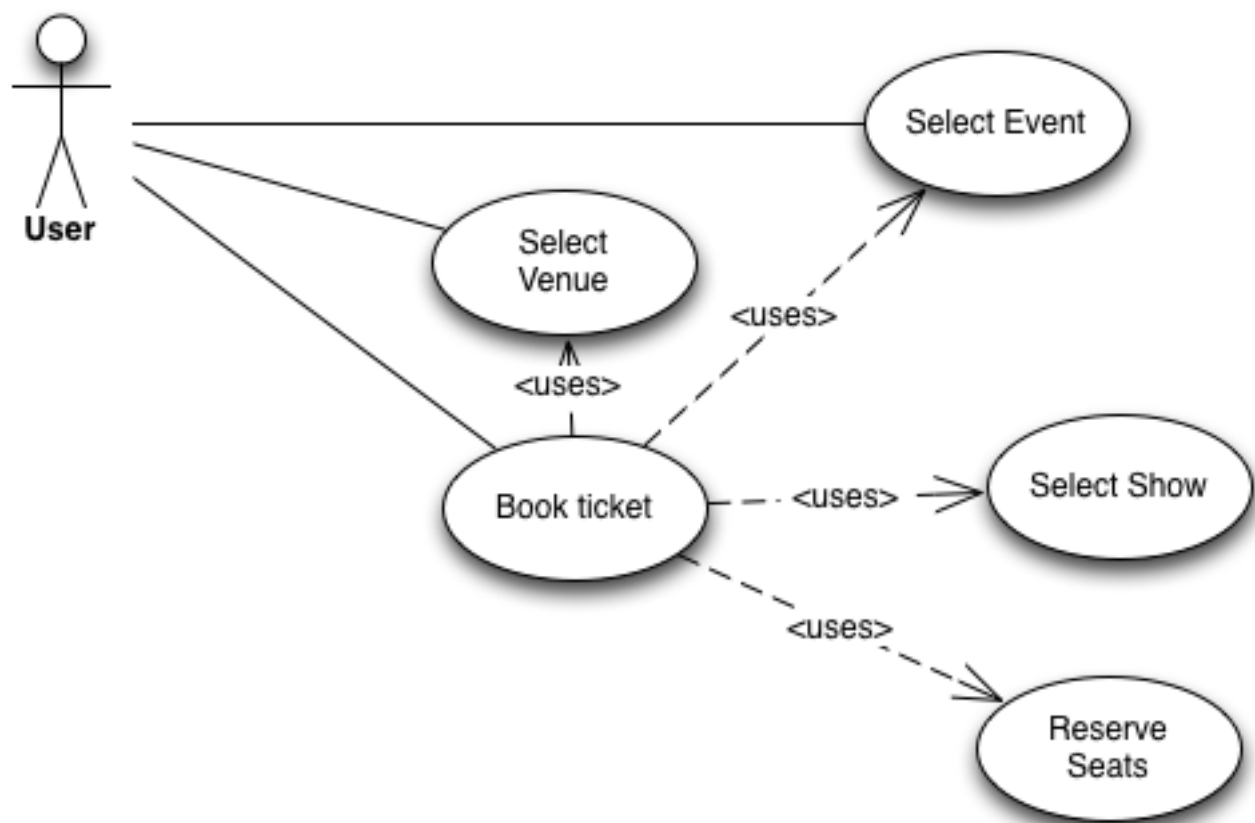 Select Event
User
Select
Venue
<uses>
<uses>
Select Show
<uses>
Book ticket
<uses>
Reserve
Seats